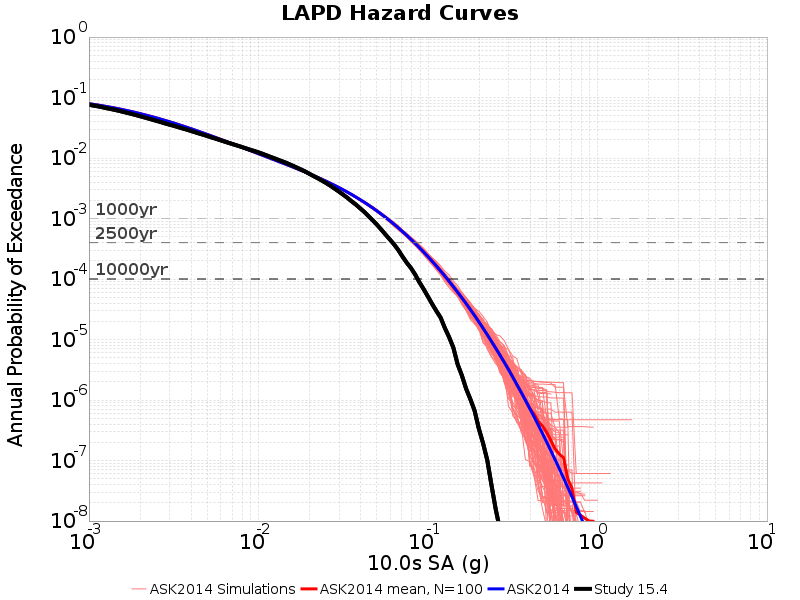 LAPD Hazard Curves
Annual Probability of Exceedance
10^0
10^-1
10^-2
10^-3
10^-4
10^-5
10^-6
10^-7
10^-8
1000yr
2500yr
10000yr
10^-3 10^-2 10^-1 10^0 10^1
10.0s SA (g)
ASK2014 Simulations ASK2014 mean, N=100 ASK2014 Study 15.4